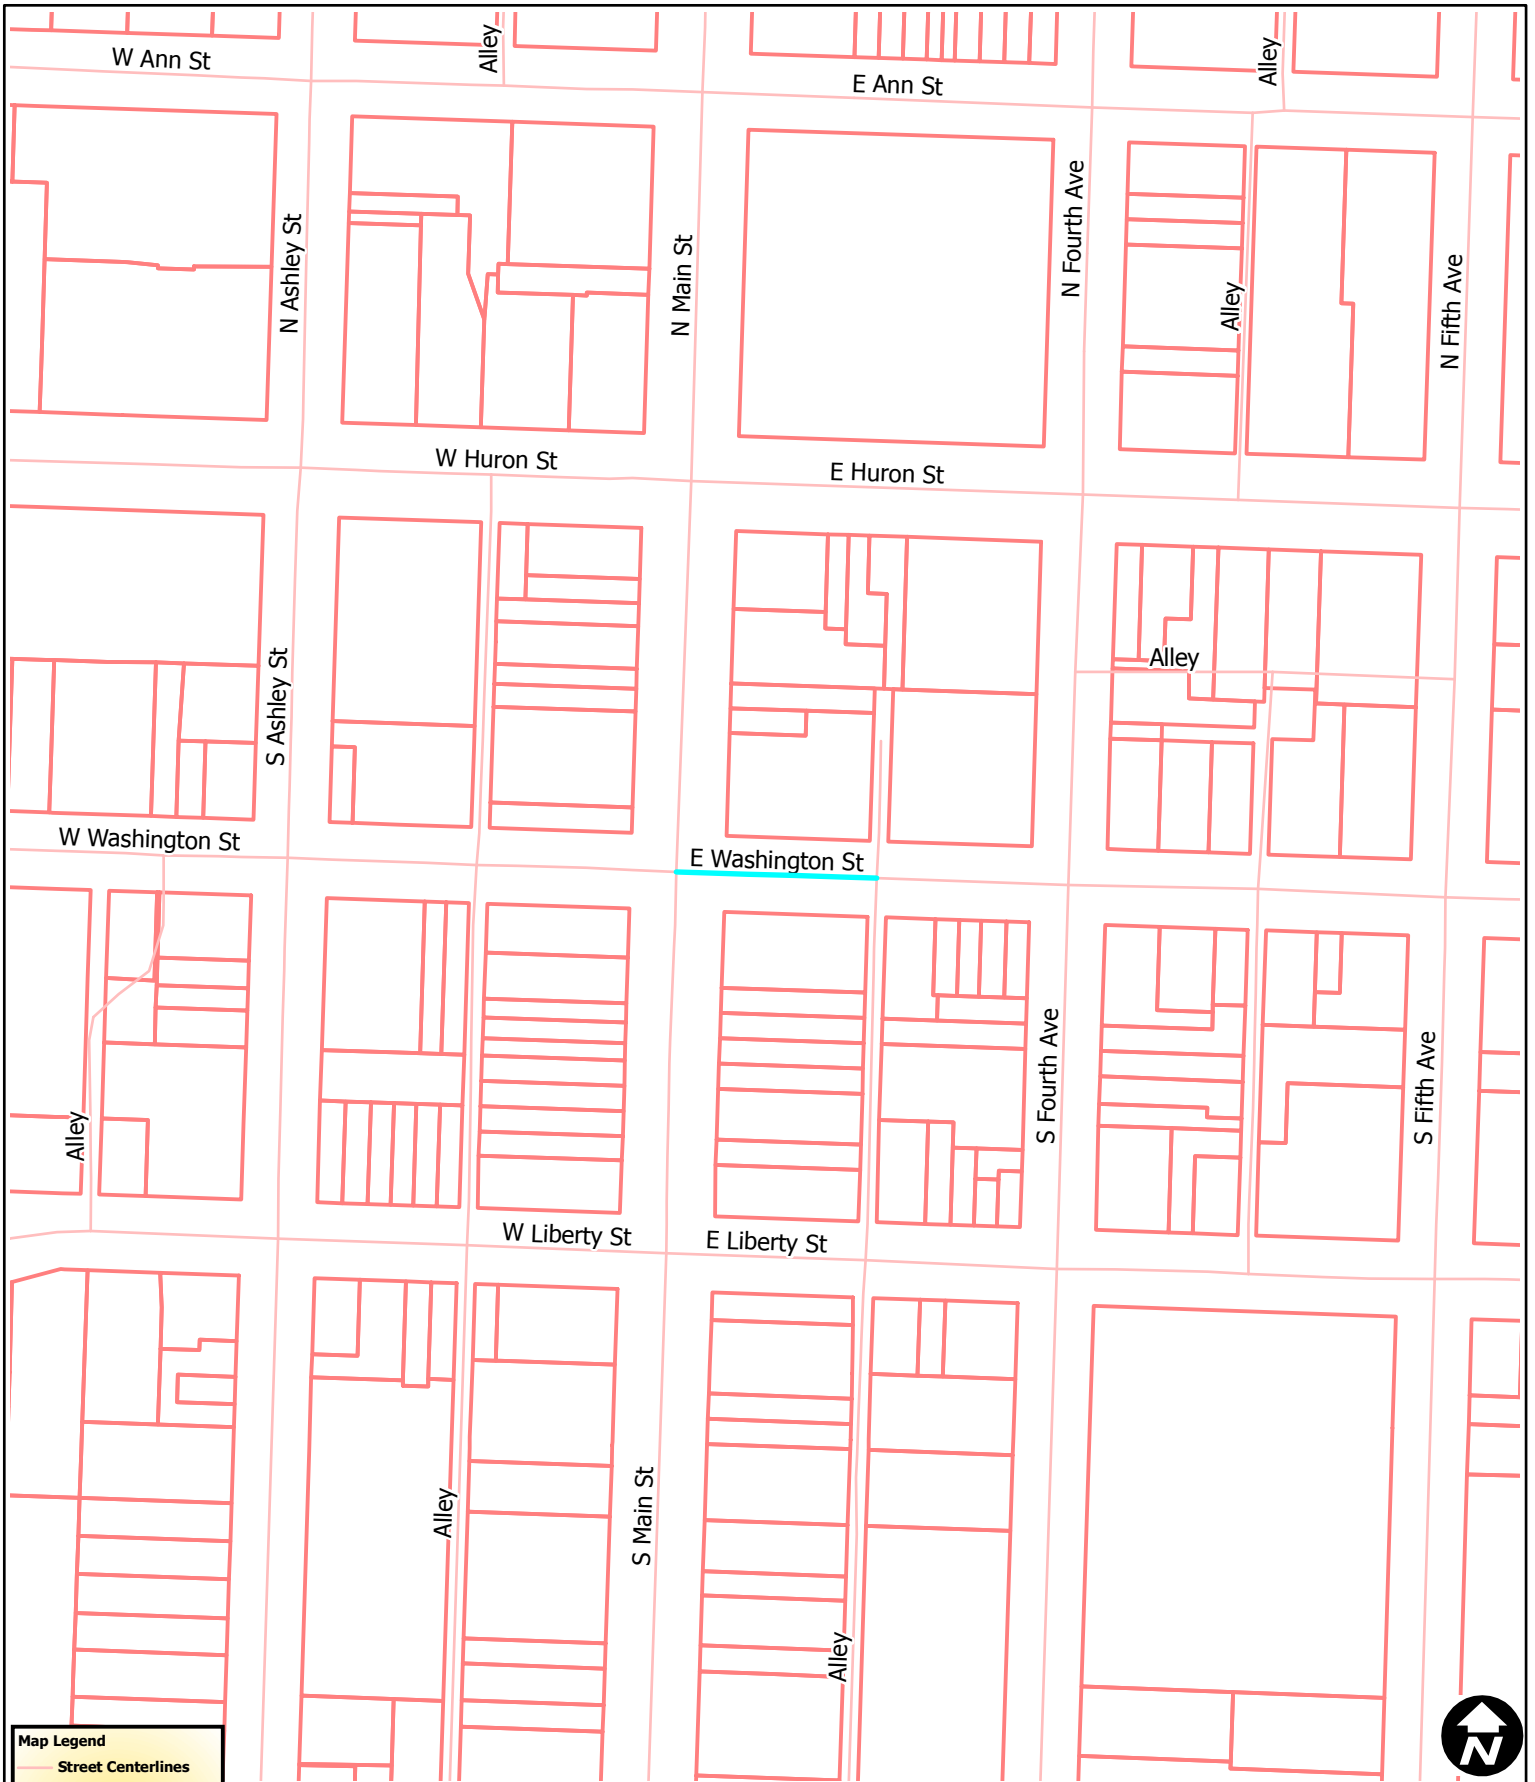 Alley
W Ann St
Alley
E Ann St
N Fourth Ave
N Ashley St
N Main St
Alley
N Fifth Ave
W Huron St
E Huron St
Alley
S Ashley St
W Washington St
E Washington St
S Fourth Ave
S Fifth Ave
Alley
W Liberty St
E Liberty St
Alley
S Main St
Alley
Map Legend
Street Centerlines
N